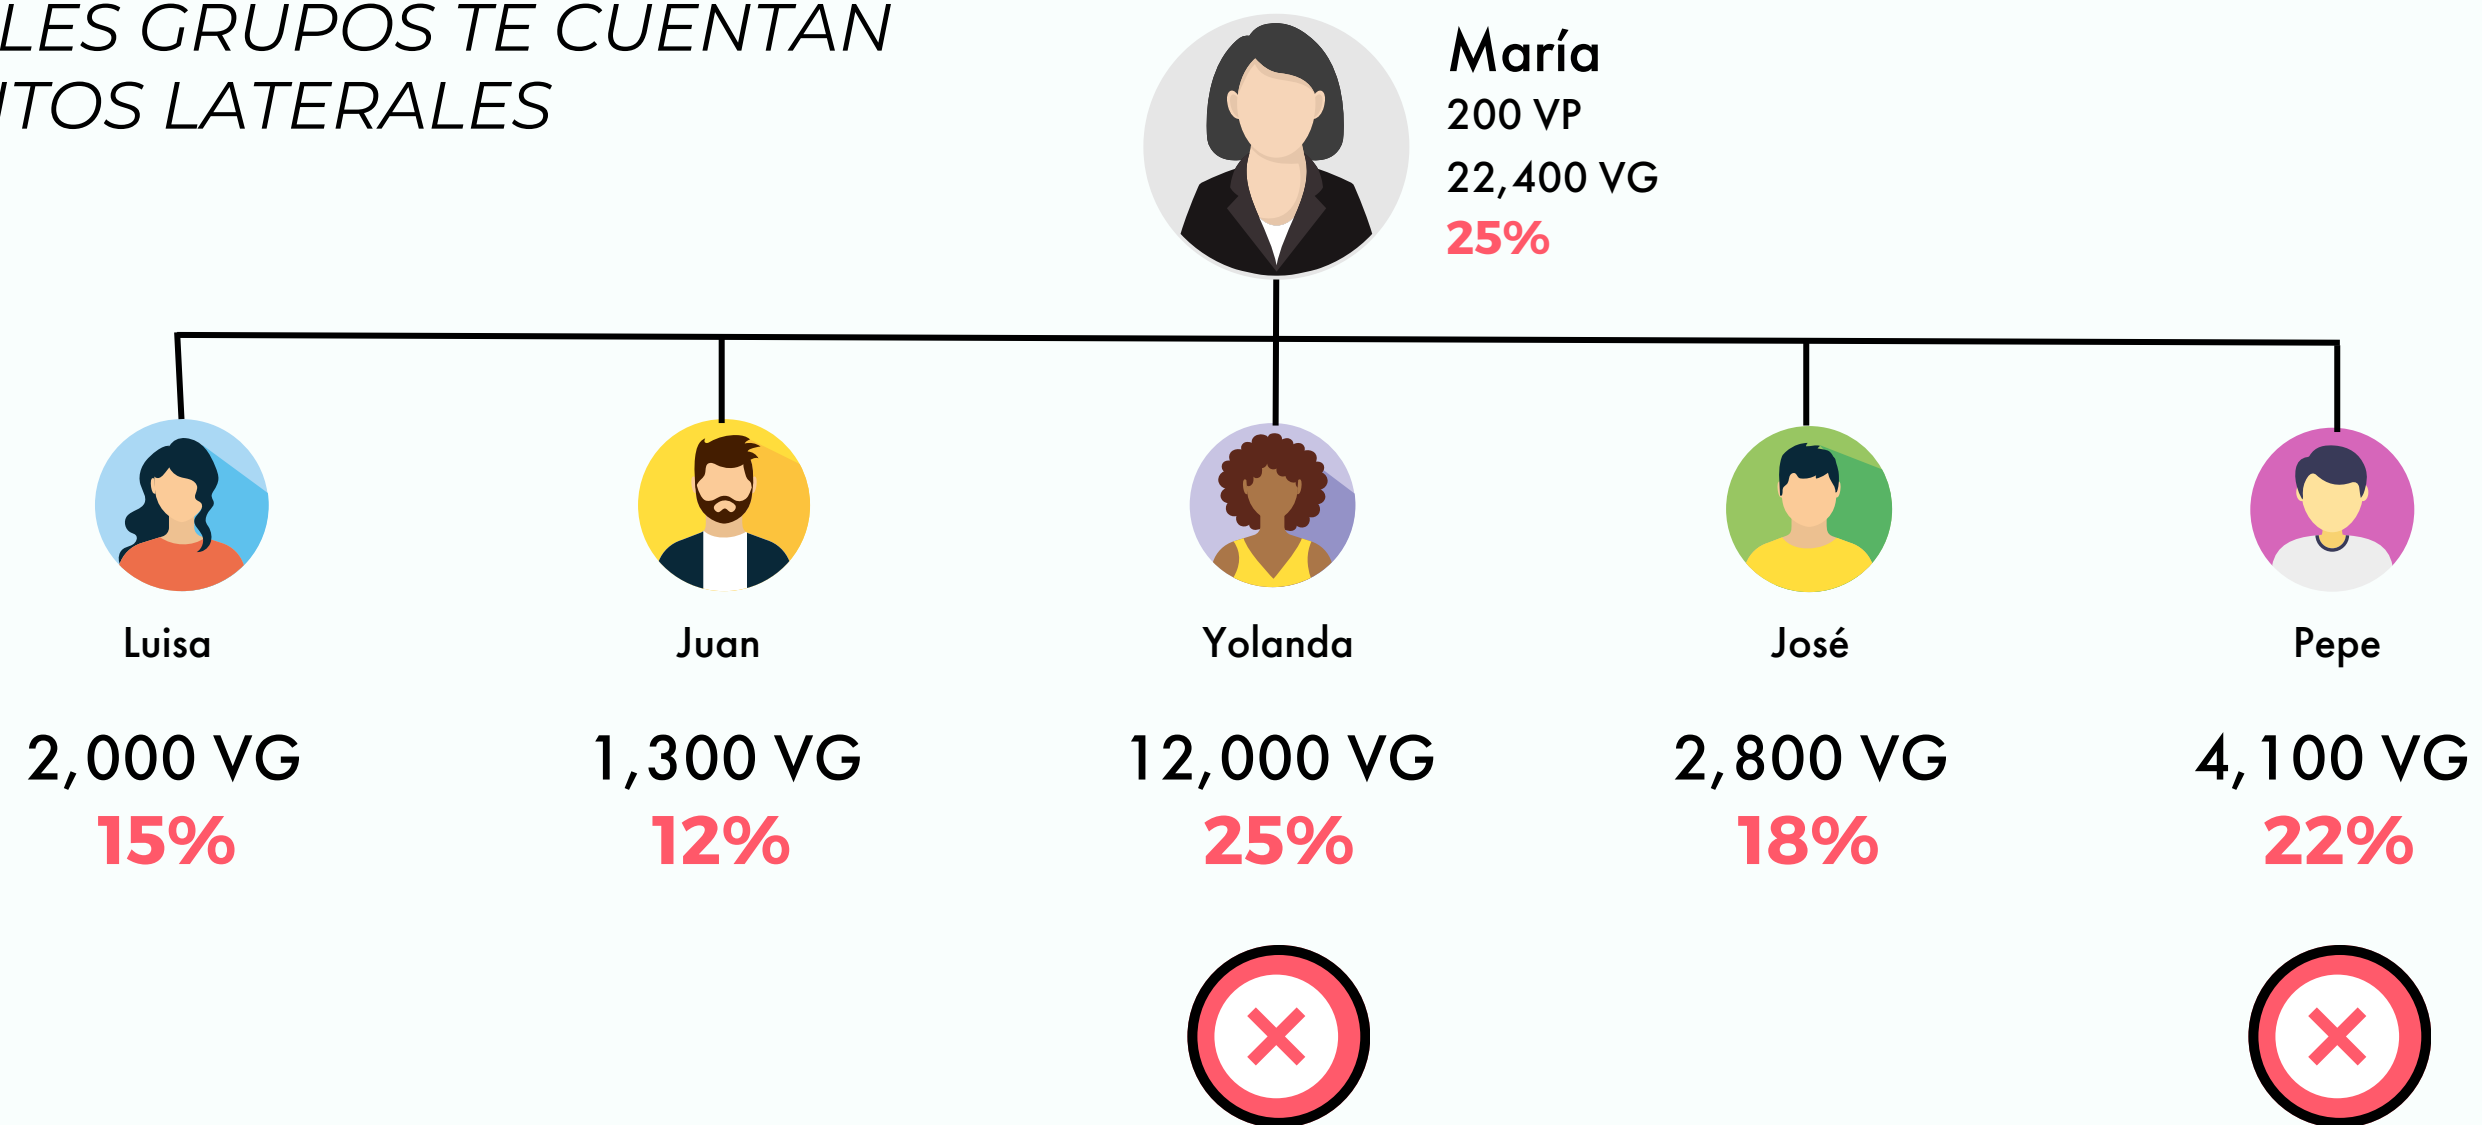 LES GRUPOS TE CUENTAN
TOS LATERALES
María
200 VP
22,400 VG
25%
Luisa
Juan
Yolanda
José
Pepe
2,000 VG
1,300 VG
12,000 VG
2,800 VG
4,100 VG
15%
12%
25%
18%
22%